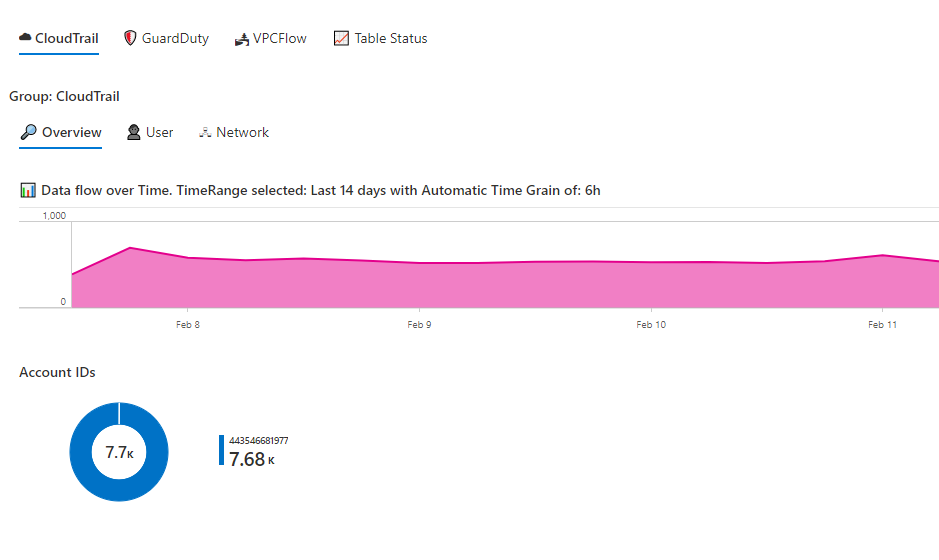 CloudTrail GuardDuty VPCFlow Table Status
Group: CloudTrail
Overview User Network
Data flow over Time. TimeRange selected: Last 14 days with Automatic Time Grain of: 6h
1,000
0
Feb 8 Feb 9 Feb 10 Feb 11
Account IDs
7.7K
443546681977
7.68 K